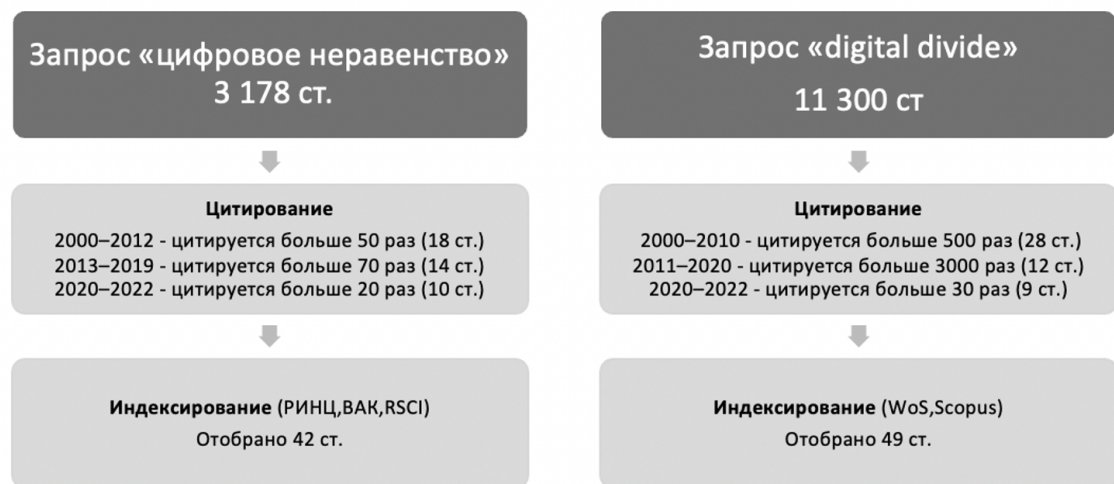 Запрос «цифровое неравенство»
3 178 ст.
Цитирование
2000–2012 - цитируется больше 50 раз (18 ст.)
2013–2019 - цитируется больше 70 раз (14 ст.)
2020–2022 - цитируется больше 20 раз (10 ст.)
Индексирование (РИНЦ,ВАК,RSCI)
Отобрано 42 ст.
Запрос «digital divide»
11 300 ст
Цитирование
2000–2010 - цитируется больше 500 раз (28 ст.)
2011–2020 - цитируется больше 3000 раз (12 ст.)
2020–2022 - цитируется больше 30 раз (9 ст.)
Индексирование (WoS,Scopus)
Отобрано 49 ст.